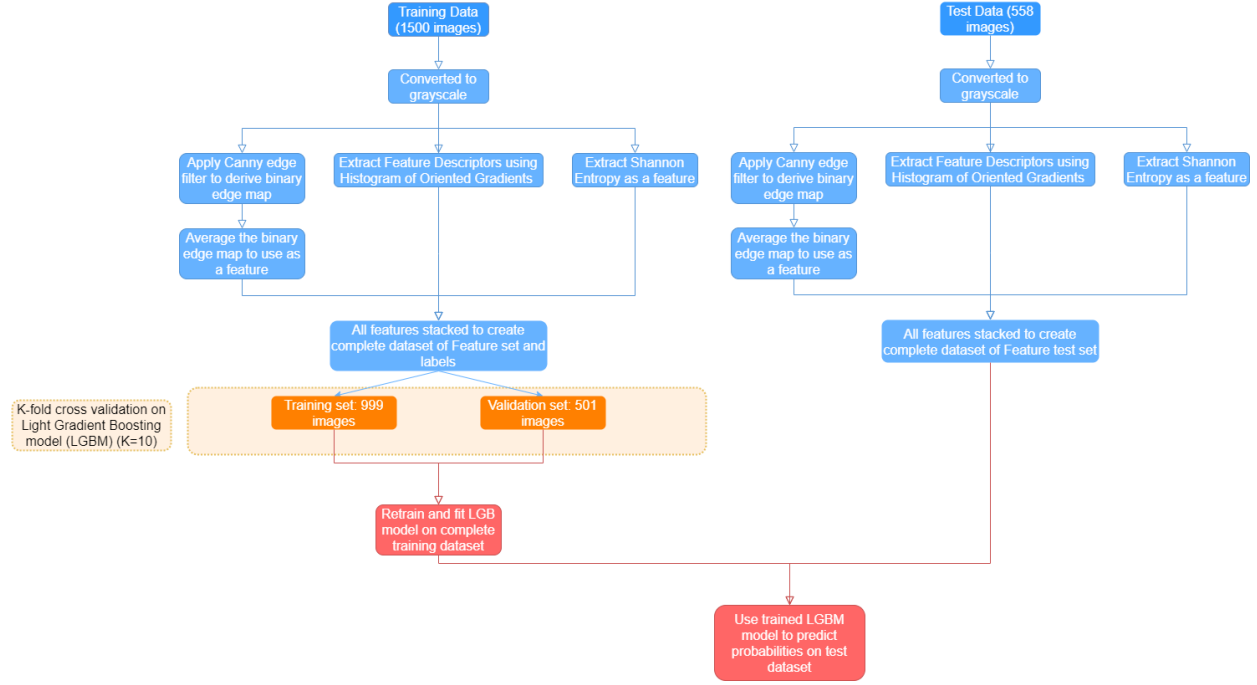 Training Data
(1500 images)
Converted to
grayscale
Apply Canny edge
filter to derive binary
edge map
Extract Feature Descriptors using
Histogram of Oriented Gradients
Extract Shannon
Entropy as a feature
Average the binary
edge map to use as
a feature
All features stacked to create
complete dataset of Feature set and
labels
K-fold cross validation on
Light Gradient Boosting
model (LGBM) (K=10)
Training set: 999
images
Validation set: 501
images
Retrain and fit LGB
model on complete
training dataset
Test Data (558
images)
Converted to
grayscale
Apply Canny edge
filter to derive binary
edge map
Extract Feature Descriptors using
Histogram of Oriented Gradients
Extract Shannon
Entropy as a feature
Average the binary
edge map to use as
a feature
All features stacked to create
complete dataset of Feature test set
Use trained LGBM
model to predict
probabilities on test
dataset